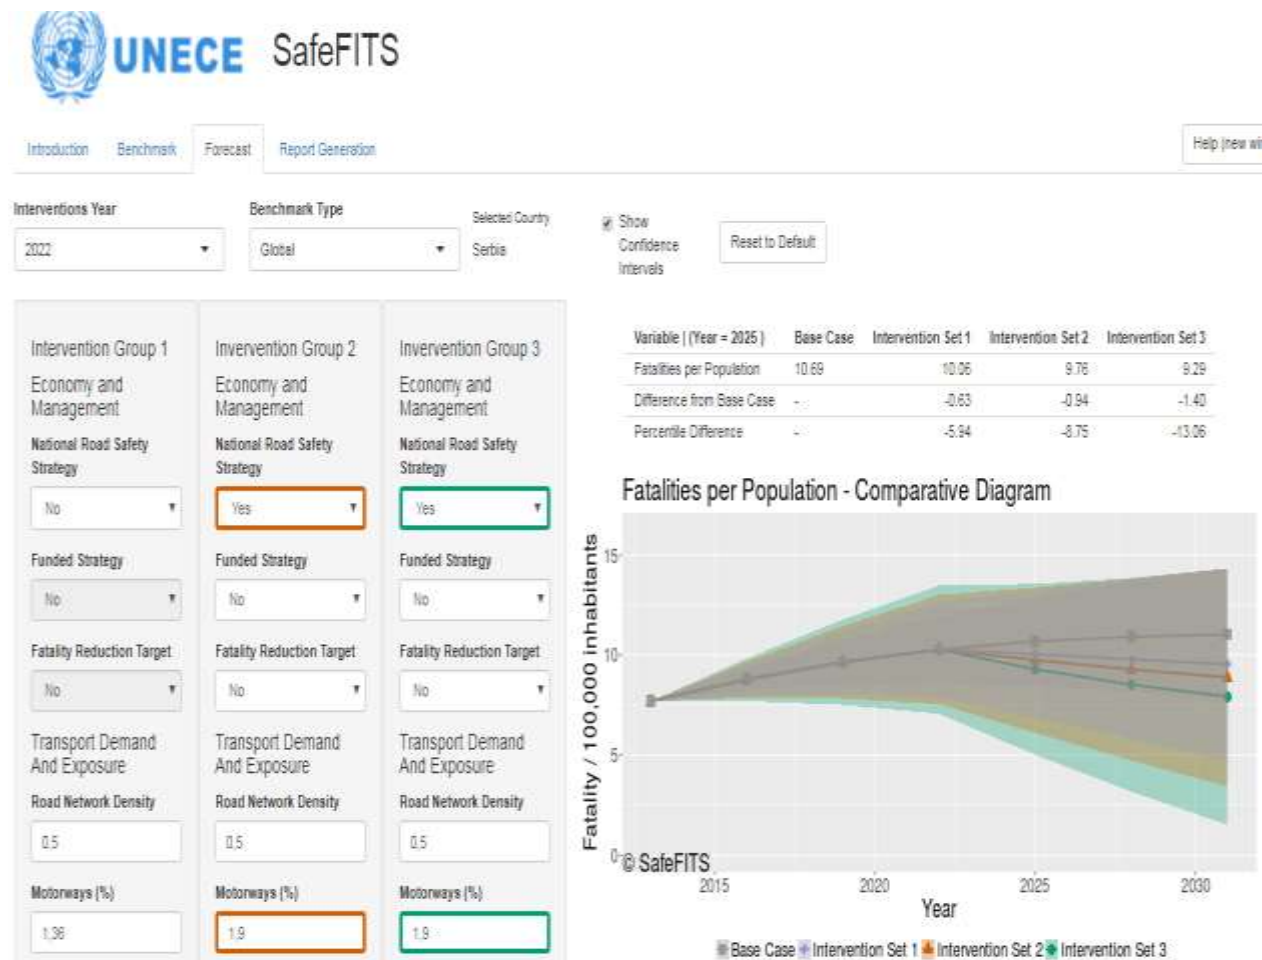 UNECE SafeFITS
Introduction Benchmark Forecast Report Generation
Help (new
Interventions Year
2022
Benchmark Type
Global
Selected Country
Serbia
Show
Confidence
Intervals
Reset to Default
Intervention Group 1
Economy and
Management
National Road Safety
Strategy
No
Funded Strategy
No
Fatality Reduction Target
No
Transport Demand
And Exposure
Road Network Density
0.5
Motorways (%)
1.36
Invervention Group 2
Economy and
Management
National Road Safety
Strategy
Yes
Funded Strategy
No
Fatality Reduction Target
No
Transport Demand
And Exposure
Road Network Density
0.5
Motorways (%)
1.9
Invervention Group 3
Economy and
Management
National Road Safety
Strategy
Yes
Funded Strategy
No
Fatality Reduction Target
No
Transport Demand
And Exposure
Road Network Density
0.5
Motorways (%)
1.9
Variable | (Year = 2025 ) Base Case Intervention Set 1 Intervention Set 2 Intervention Set 3
Fatalities per Population 10.69 10.06 9.76 9.29
Difference from Base Case - -0.63 -0.94 -1.40
Percentile Difference - -5.94 -8.75 -13.06
Fatalities per Population - Comparative Diagram
Fatality / 100,000 inhabitants
15
10
5
0
© SafeFITS
2015 2020 2025 2030
Year
Base Case Intervention Set 1 Intervention Set 2 Intervention Set 3